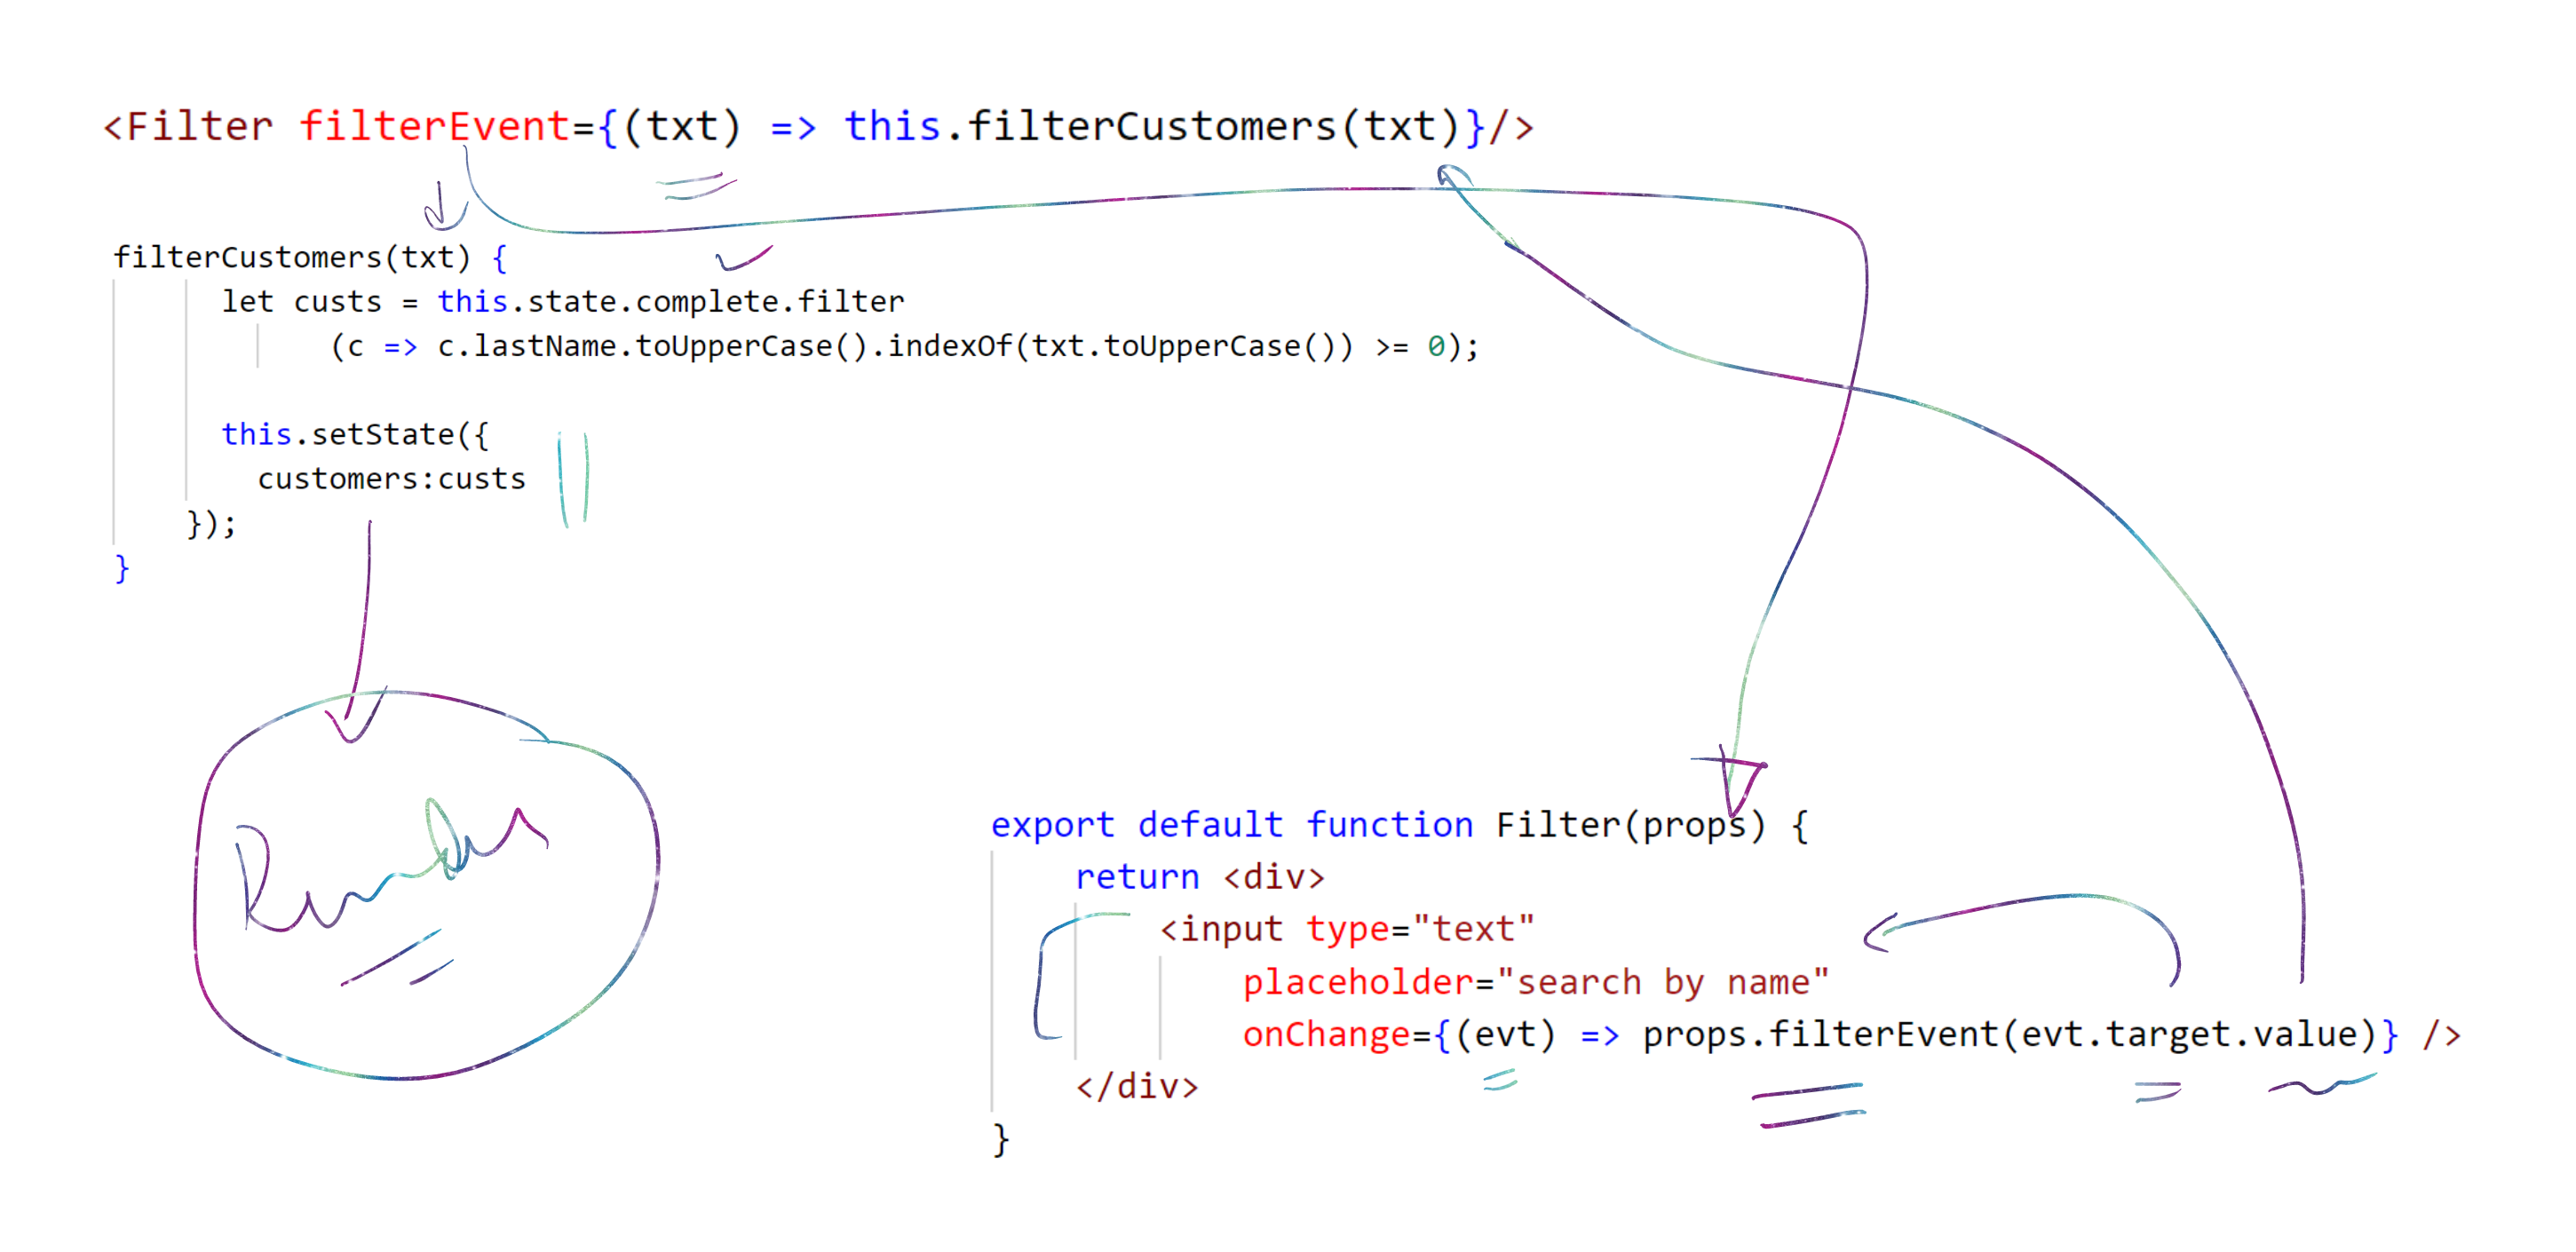 <Filter filterEvent={(txt) => this.filterCustomers(txt)}/>
filterCustomers(txt) {
let custs = this.state.complete.filter
(c => c.lastName.toUpperCase().indexOf(txt.toUpperCase()) >= 0);
this.setState({
customers:custs
});
}
Render
export default function Filter(props) {
return <div>
<input type="text"
placeholder="search by name"
onChange={(evt) => props.filterEvent(evt.target.value)} />
</div>
}